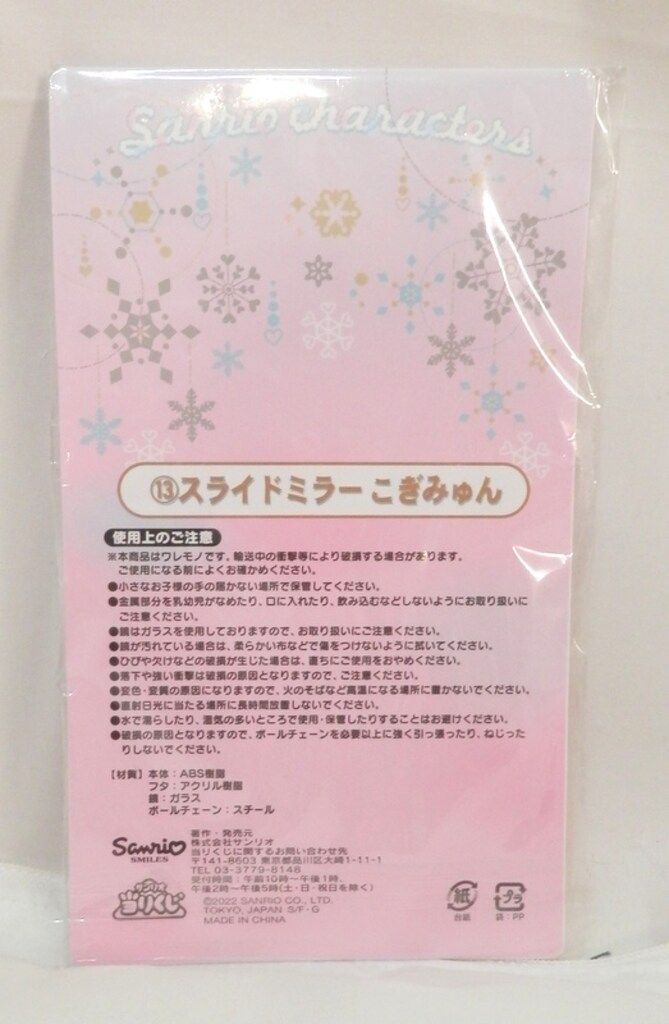 Sanrio characters
⑬スライドミラー こぎみゅん
使用上のご注意
※本商品はワレモノです。輸送中の衝撃等により破損する場合があります。
ご使用になる前によくお確かめください。
●小さなお子様の手の届かない場所で保管してください。
●金属部分を乳幼児がなめたり、口に入れたり、飲み込むなどしないようにお取り扱いに
ご注意ください。
●鏡はガラスを使用しておりますので、お取り扱いにご注意ください。
●鏡が汚れている場合は、柔らかい布などで傷をつけないように拭いてください。
●ひびや欠けなどの破損が生じた場合は、直ちにご使用をおやめください。
●落下や強い衝撃は破損の原因となりますので、ご注意ください。
●変色・変質の原因になりますので、火のそばなど高温になる場所に置かないでください。
●直射日光に当たる場所に長時間放置しないでください。
●水で濡らしたり、湿気の多いところで使用・保管したりすることはお避けください。
●破損の原因となりますので、ボールチェーンを必要以上に強く引っ張ったり、ねじった
りしないでください。
【材質】本体：ABS樹脂
フタ：アクリル樹脂
鏡：ガラス
ボールチェーン：スチール
Sanrio
SMILES
著作・発売元
株式会社サンリオ
当りくじに関するお問い合わせ先
〒141-8603 東京都品川区大崎1-11-1
TEL 03-3779-8148
受付時間：午前10時～午後1時、
午後2時～午後5時(土・日・祝日を除く)
サンリオ
当りくじ
©2022 SANRIO CO., LTD.
TOKYO, JAPAN S/F・G
MADE IN CHINA
紙
台紙
プラ
袋：PP